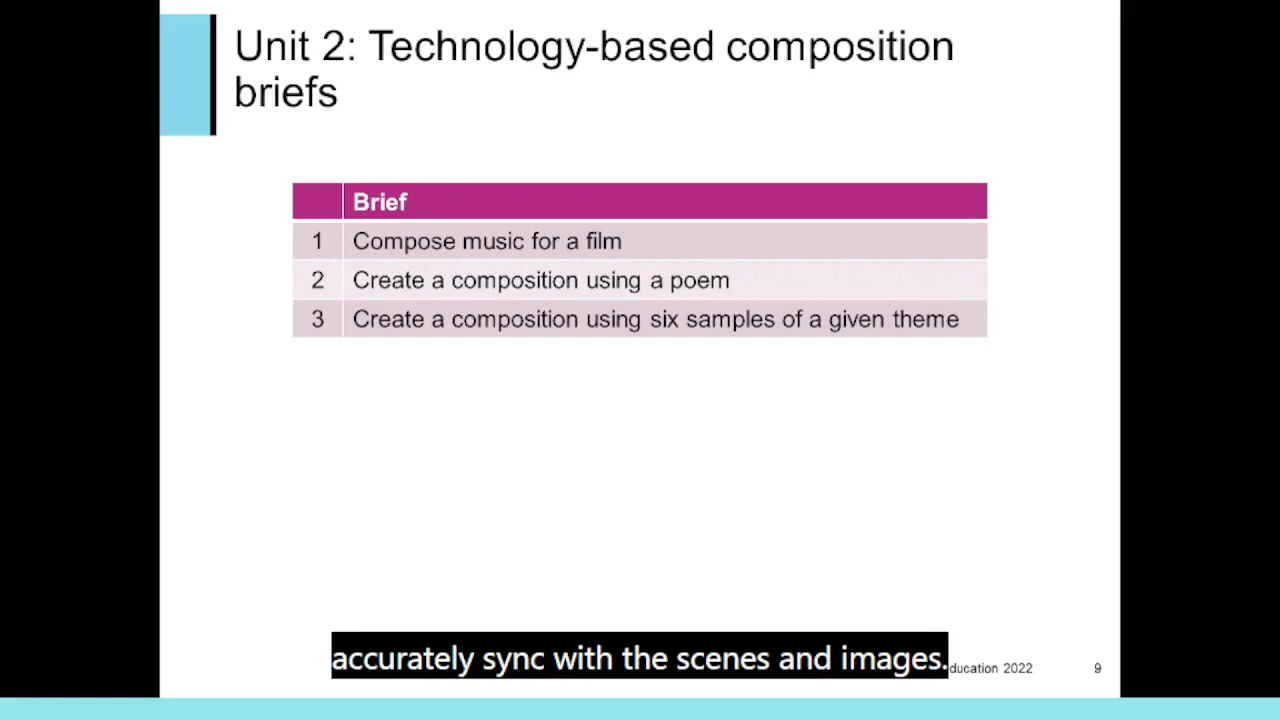 Unit 2: Technology-based composition
briefs
Brief
1 Compose music for a film
2 Create a composition using a poem
3 Create a composition using six samples of a given theme
accurately sync with the scenes and images.
ducation 2022 9